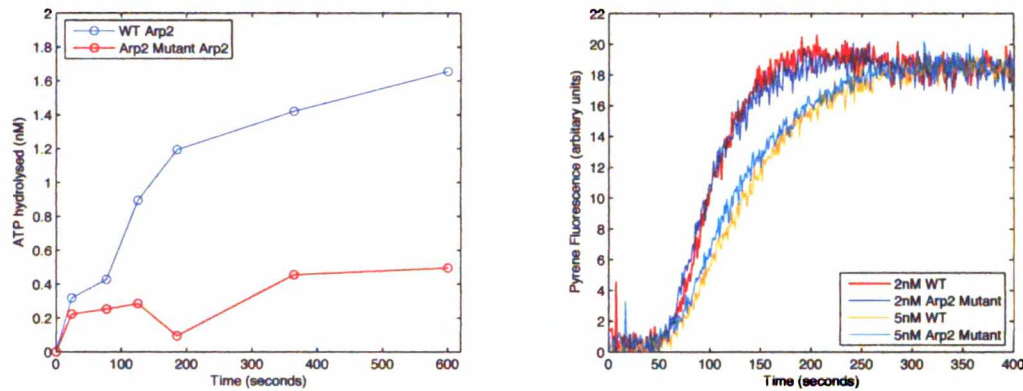 2
1.8
1.6
1.4
1.2
1
0.8
0.6
0.4
0.2
0
ATP hydrolysed (nM)
WT Arp2
Arp2 Mutant Arp2
0 100 200 300 400 500 600
Time (seconds)
22
20
18
16
14
12
10
8
6
4
2
0
Pyrene Fluorescence (arbitary units)
2nM WT
2nM Arp2 Mutant
5nM WT
5nM Arp2 Mutant
0 50 100 150 200 250 300 350 400
Time (seconds)